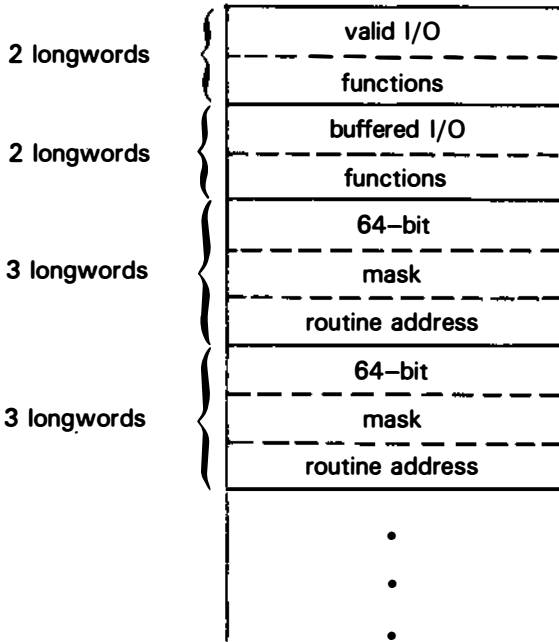 2 longwords
valid I/O
functions
2 longwords
buffered I/O
functions
3 longwords
64-bit
mask
routine address
3 longwords
64-bit
mask
routine address